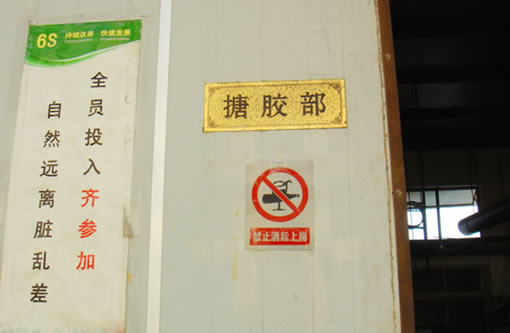 6S 持续改善 快速发展
全员投入齐参加
自然远离脏乱差
搪胶部
禁止酒后上岗